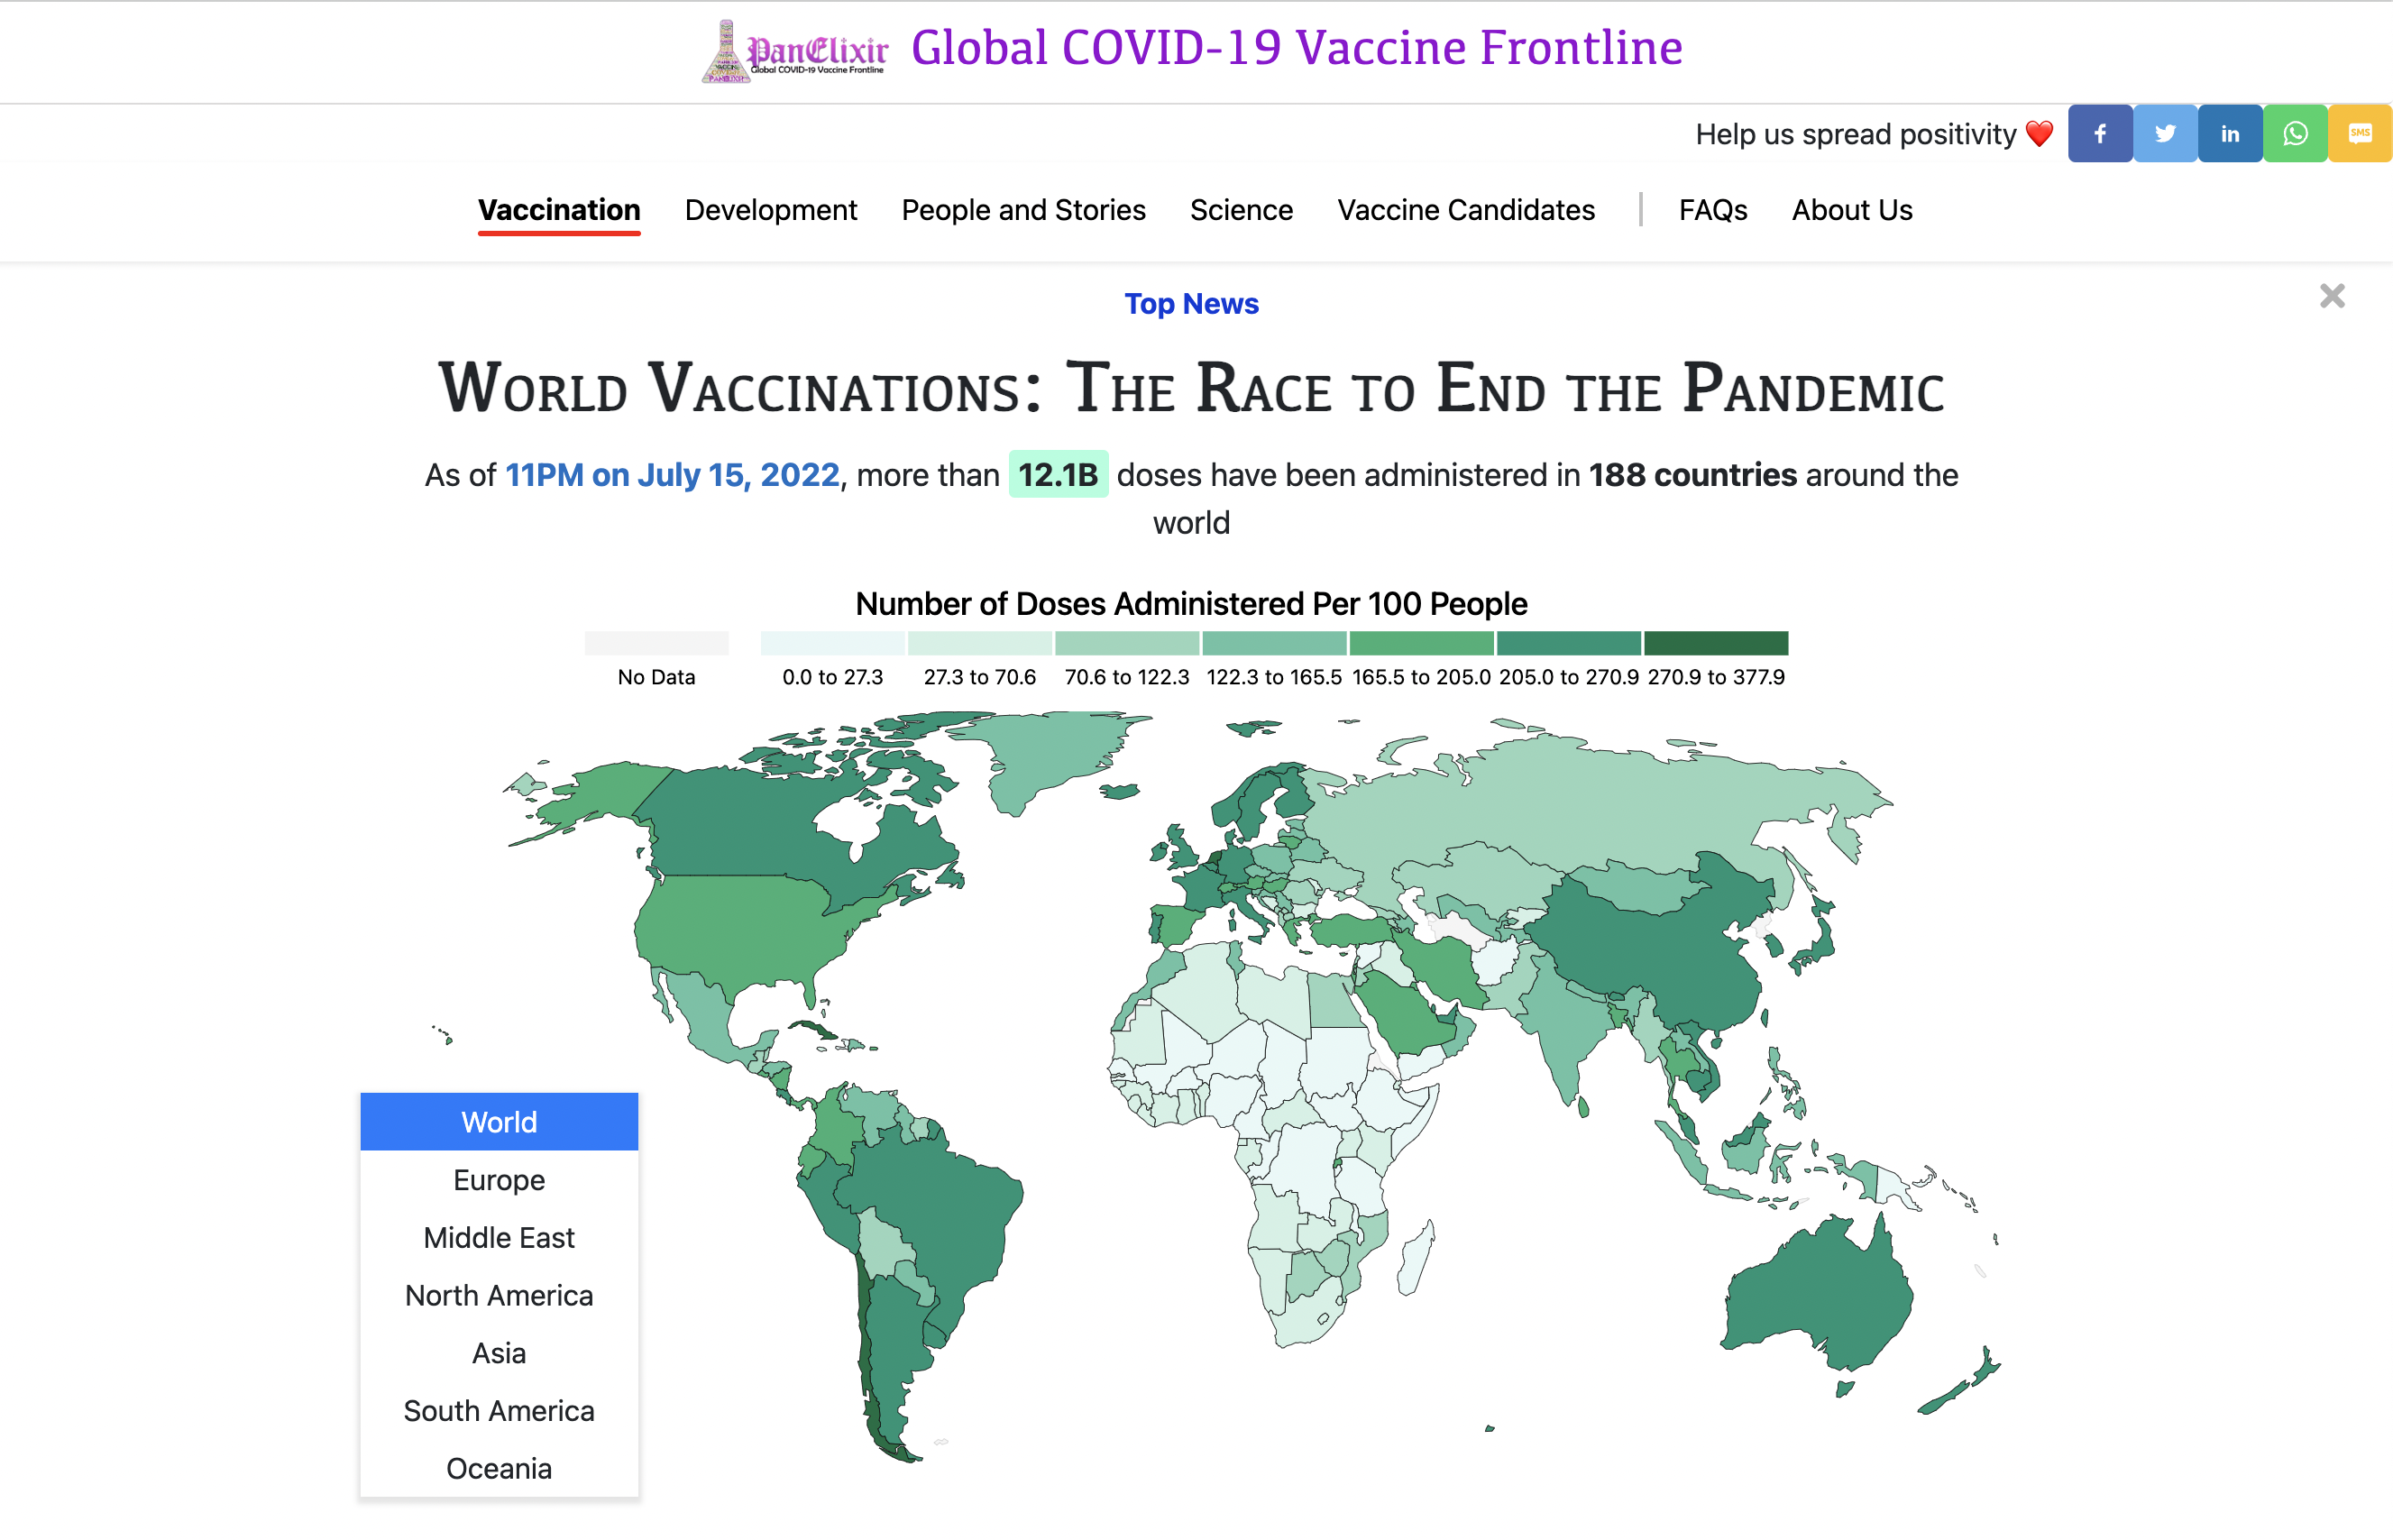 PanElixir
Global COVID-19 Vaccine Frontline
Global COVID-19 Vaccine Frontline
Help us spread positivity ❤️
SMS
Vaccination
Development
People and Stories
Science
Vaccine Candidates
FAQs
About Us
Top News
World Vaccinations: The Race to End the Pandemic
As of 11PM on July 15, 2022, more than 12.1B doses have been administered in 188 countries around the
world
Number of Doses Administered Per 100 People
No Data
0.0 to 27.3
27.3 to 70.6
70.6 to 122.3
122.3 to 165.5
165.5 to 205.0
205.0 to 270.9
270.9 to 377.9
World
Europe
Middle East
North America
Asia
South America
Oceania